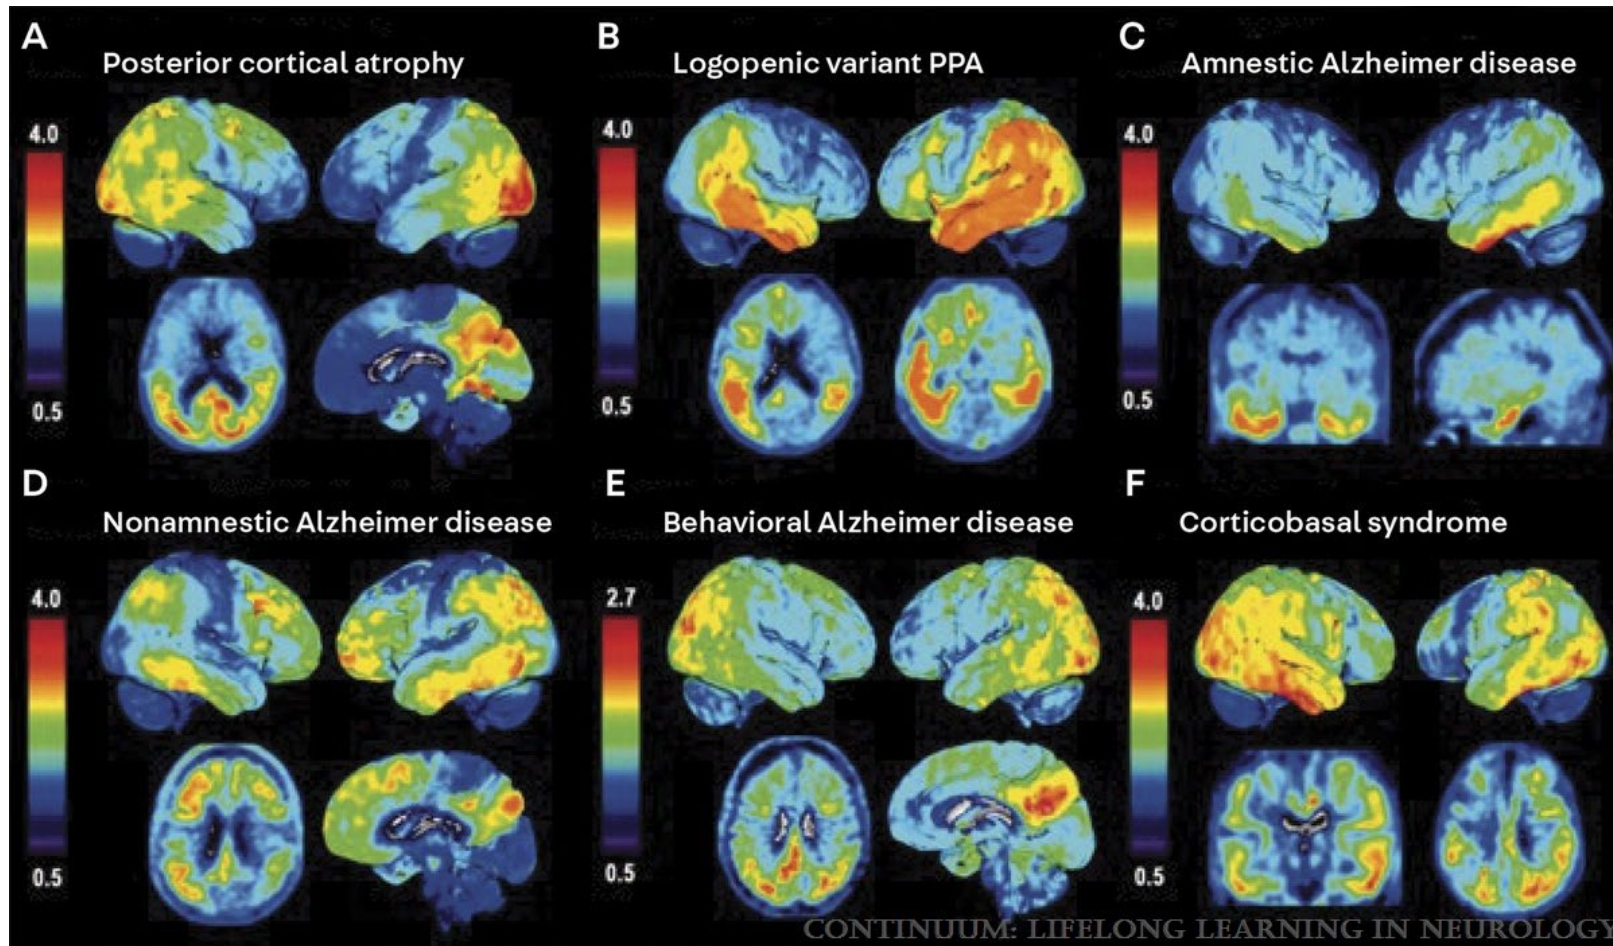 A
Posterior cortical atrophy
4.0
0.5
B
Logopenic variant PPA
4.0
0.5
C
Amnestic Alzheimer disease
4.0
0.5
D
Nonamnestic Alzheimer disease
4.0
0.5
E
Behavioral Alzheimer disease
2.7
0.5
F
Corticobasal syndrome
4.0
0.5
CONTINUUM: LIFELONG LEARNING IN NEUROLOGY